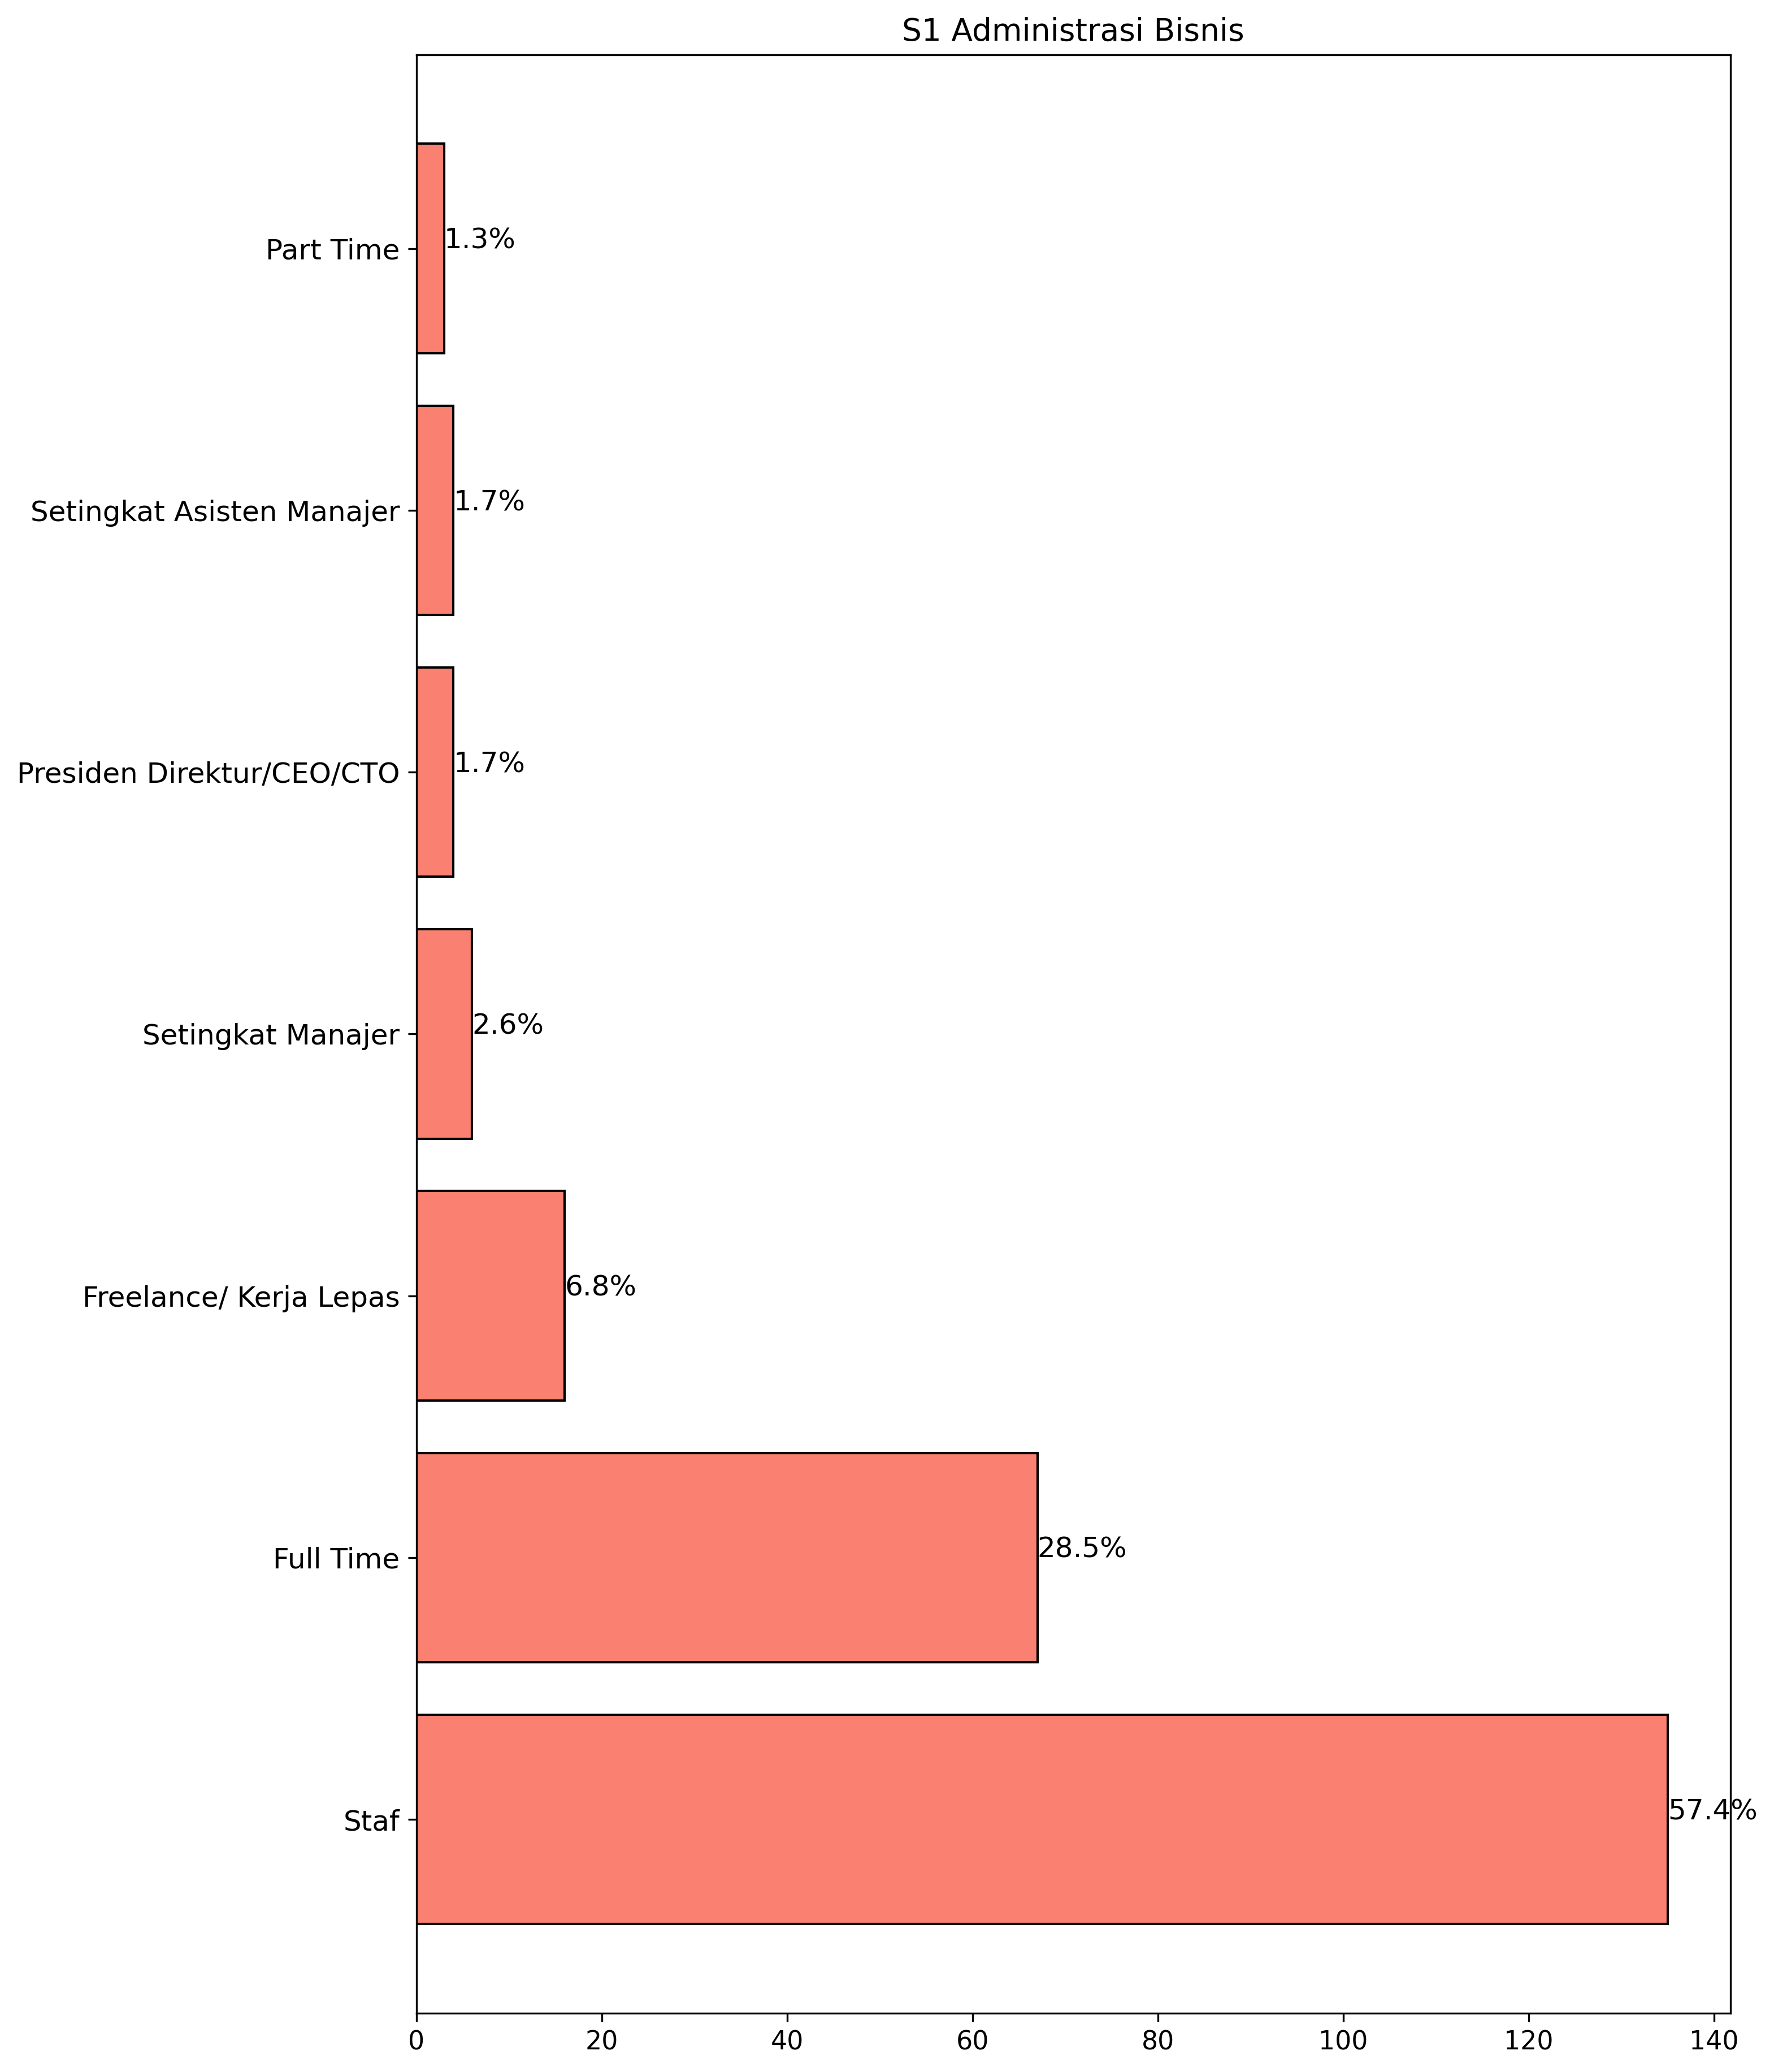 S1 Administrasi Bisnis
Part Time
1.3%
Setingkat Asisten Manajer
1.7%
Presiden Direktur/CEO/CTO
1.7%
Setingkat Manajer
2.6%
Freelance/ Kerja Lepas
6.8%
Full Time
28.5%
Staf
57.4%
0 20 40 60 80 100 120 140